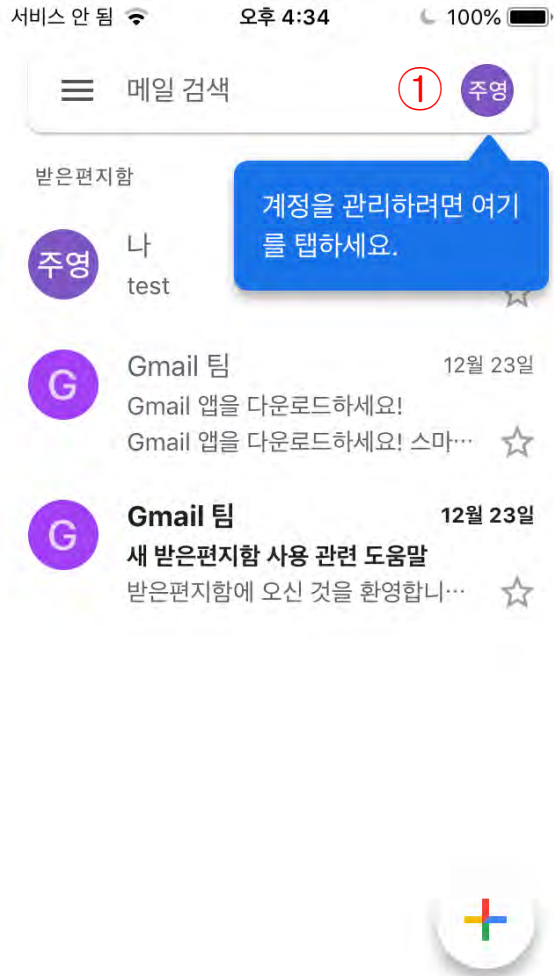 서비스 안 됨 오후 4:34 100%
메일 검색 ① 주영
받은편지함
계정을 관리하려면 여기
를 탭하세요.
주영 나
test
G Gmail 팀 12월 23일
Gmail 앱을 다운로드하세요!
Gmail 앱을 다운로드하세요! 스마…
G Gmail 팀 12월 23일
새 받은편지함 사용 관련 도움말
받은편지함에 오신 것을 환영합니…